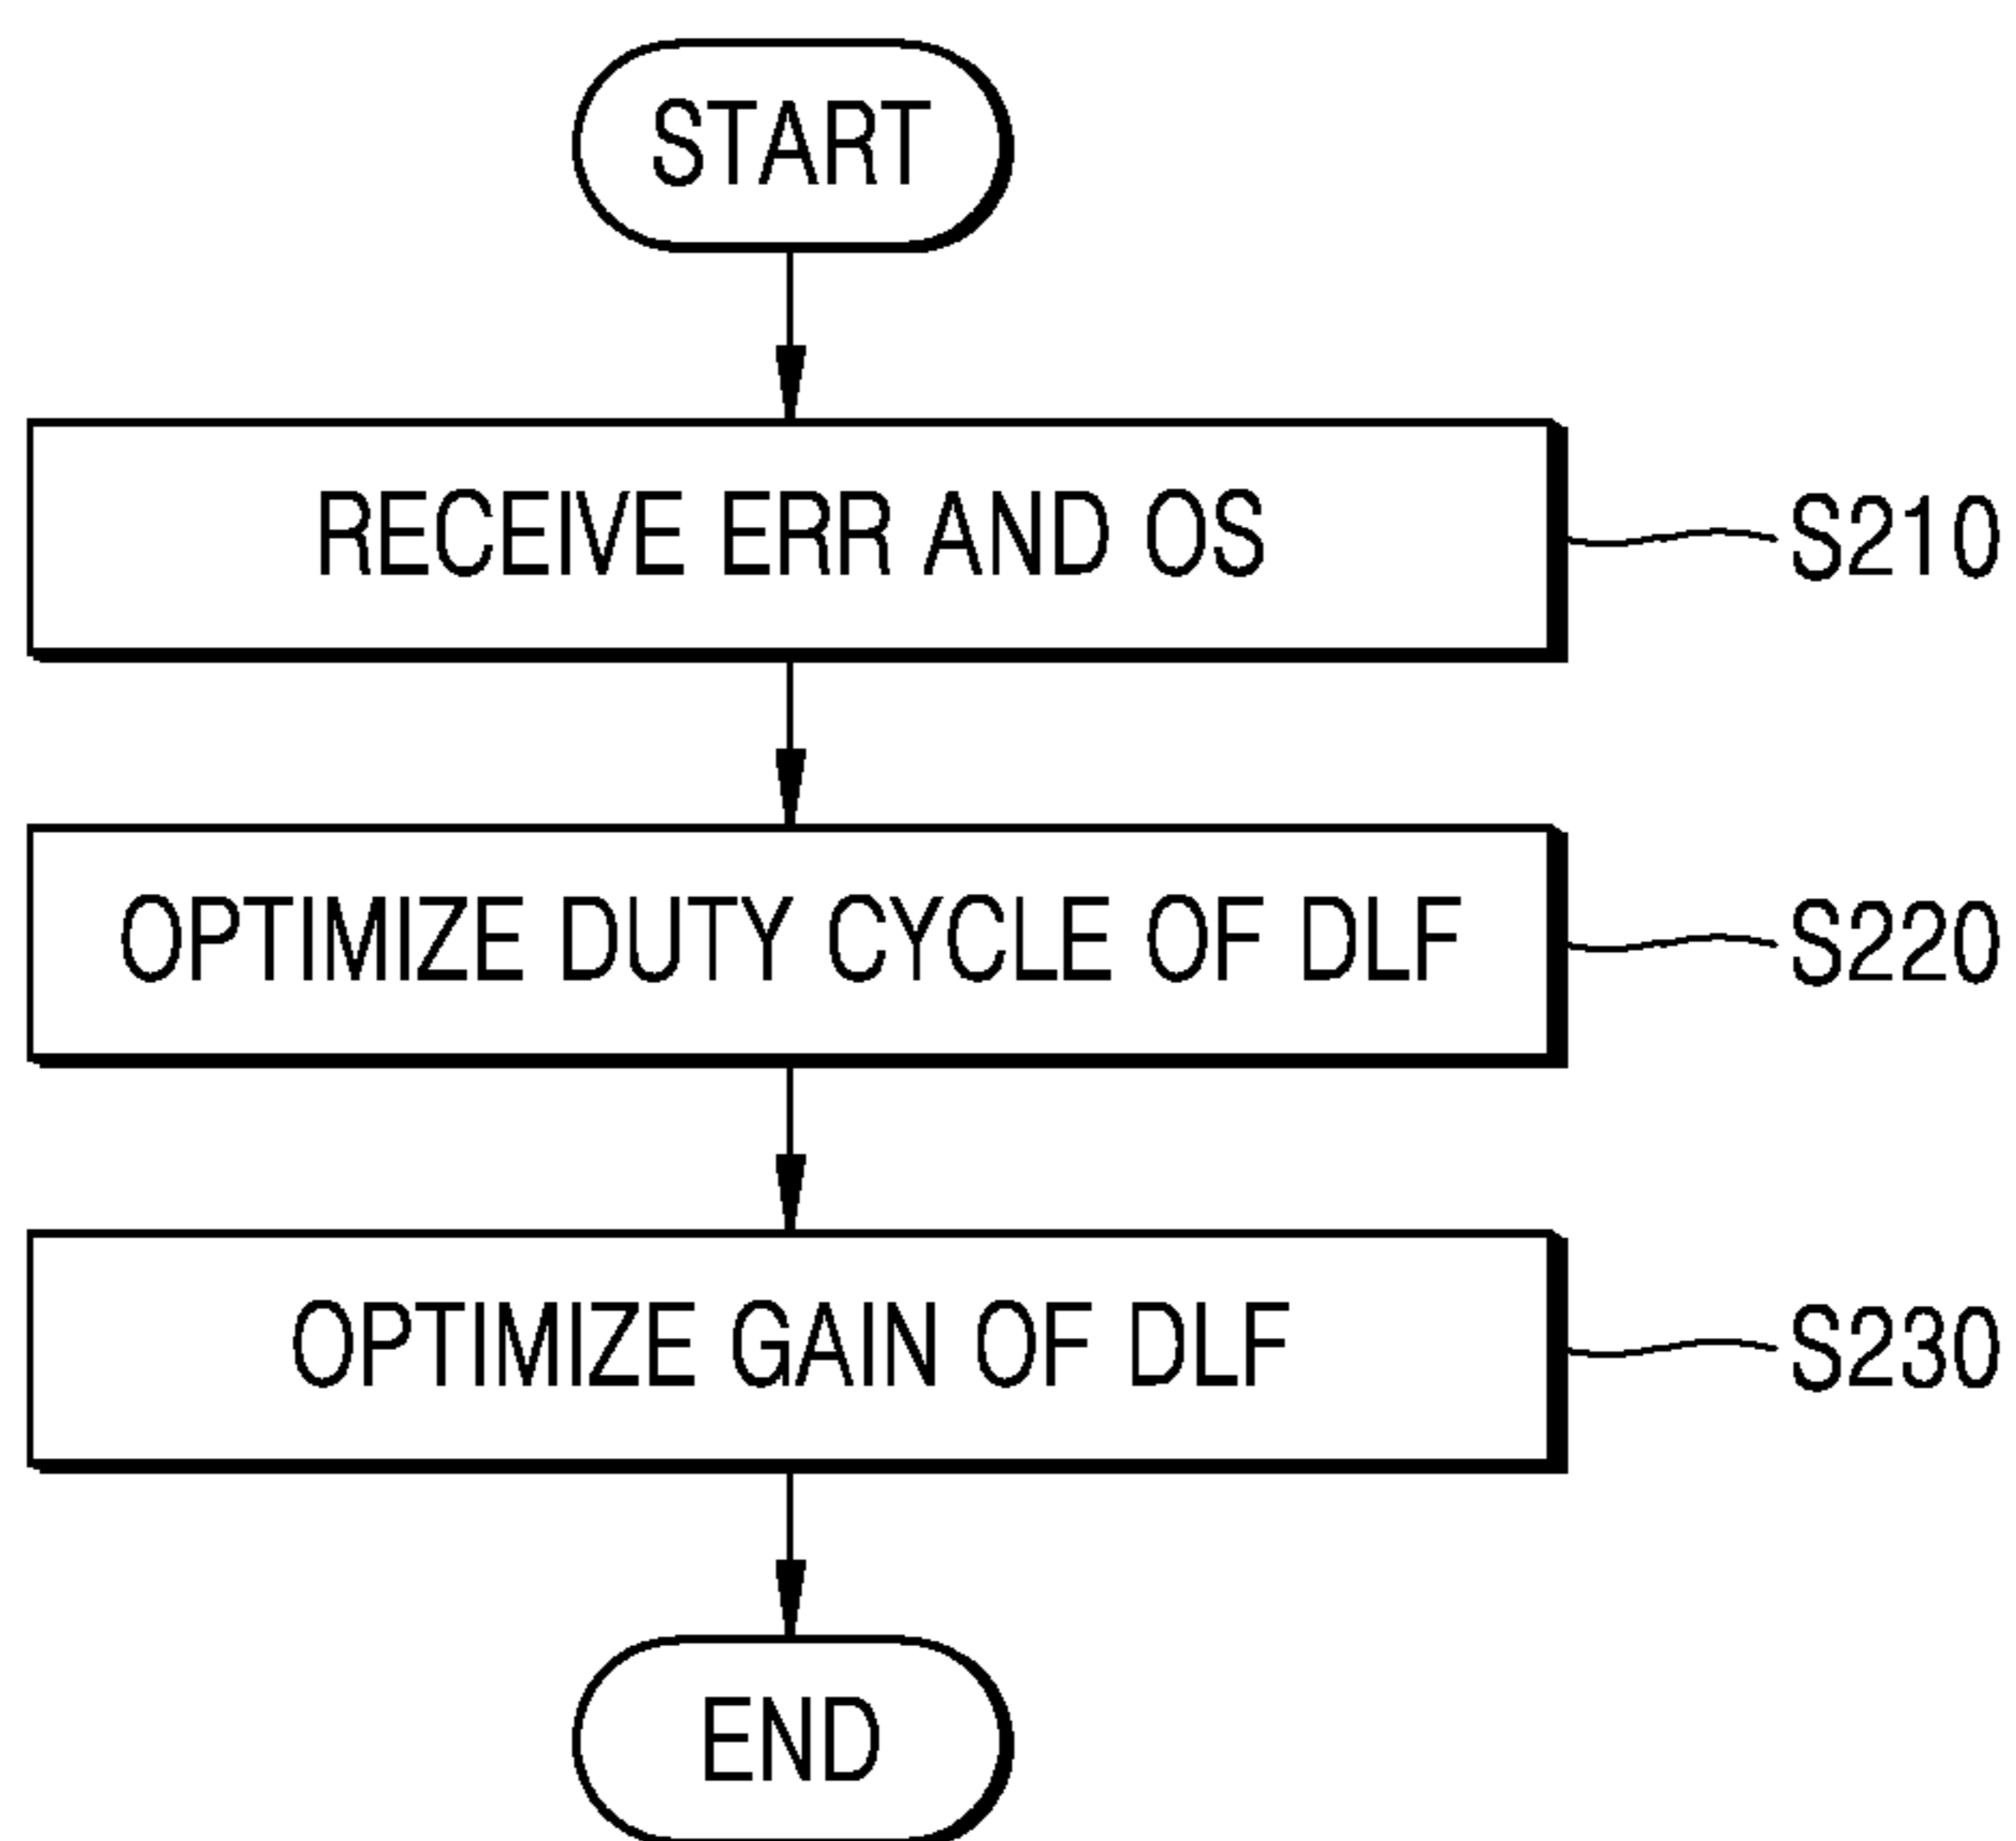 START
RECEIVE ERR AND OS
S210
OPTIMIZE DUTY CYCLE OF DLF
S220
OPTIMIZE GAIN OF DLF
S230
END